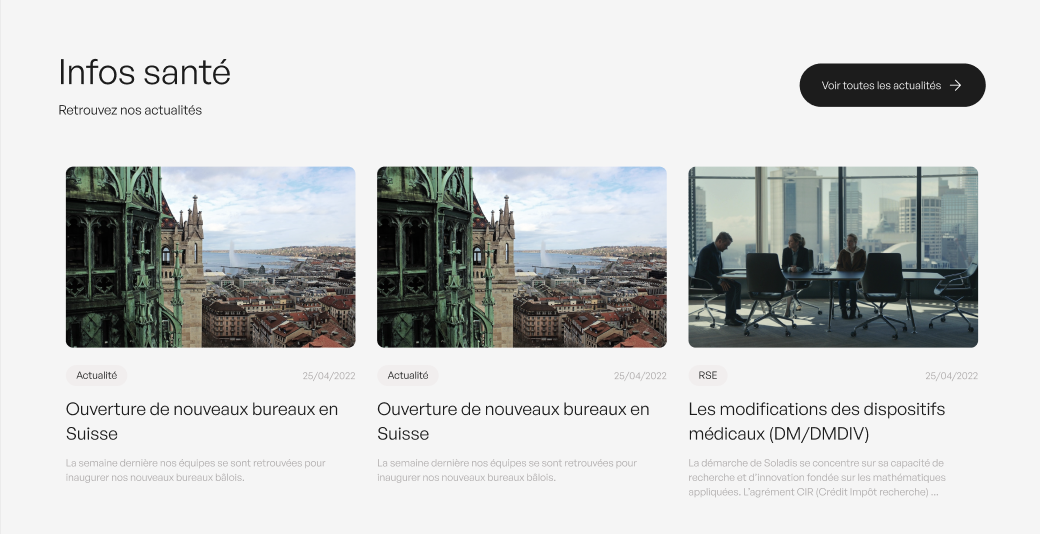 Infos santé
Retrouvez nos actualités
Voir toutes les actualités
Actualité
25/04/2022
Ouverture de nouveaux bureaux en
Suisse
La semaine dernière nos équipes se sont retrouvées pour
inaugurer nos nouveaux bureaux bâlois.
Actualité
25/04/2022
Ouverture de nouveaux bureaux en
Suisse
La semaine dernière nos équipes se sont retrouvées pour
inaugurer nos nouveaux bureaux bâlois.
RSE
25/04/2022
Les modifications des dispositifs
médicaux (DM/DMDIV)
La démarche de Soladis se concentre sur sa capacité de
recherche et d'innovation fondée sur les mathématiques
appliquées. L'agrément CIR (Crédit Impôt recherche) ...